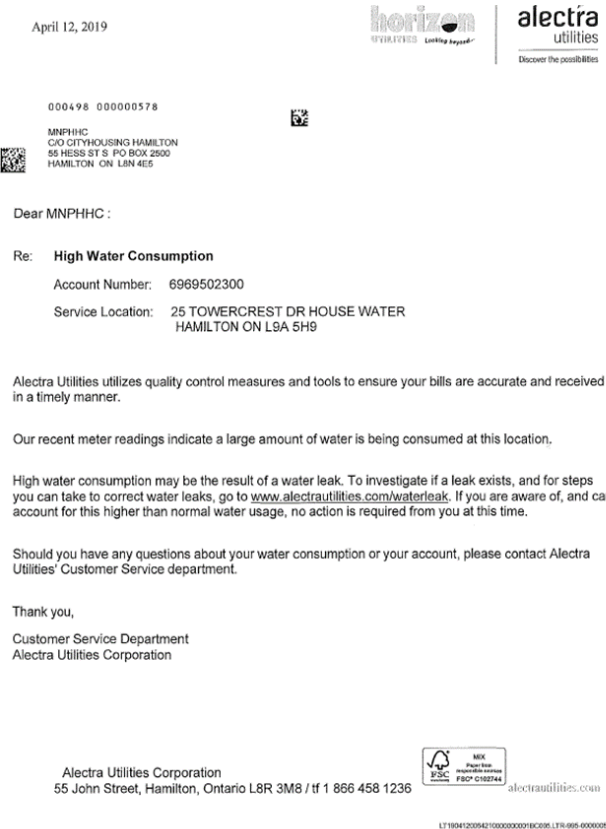 April 12, 2019
horizon
UTILITIES Looking beyond
alectra
utilities
Discover the possibilities
000498 000000578
MNPHHC
C/O CITYHOUSING HAMILTON
55 HESS ST S PO BOX 2500
HAMILTON ON L8N 4E5
Dear MNPHHC :
Re: High Water Consumption
Account Number: 6969502300
Service Location: 25 TOWERCREST DR HOUSE WATER
HAMILTON ON L9A 5H9
Alectra Utilities utilizes quality control measures and tools to ensure your bills are accurate and received
in a timely manner.
Our recent meter readings indicate a large amount of water is being consumed at this location.
High water consumption may be the result of a water leak. To investigate if a leak exists, and for steps
you can take to correct water leaks, go to www.alectrautilities.com/waterleak. If you are aware of, and ca
account for this higher than normal water usage, no action is required from you at this time.
Should you have any questions about your water consumption or your account, please contact Alectra
Utilities' Customer Service department.
Thank you,
Customer Service Department
Alectra Utilities Corporation
FSC
MIX
Paper from
responsible sources
FSC® C102744
Alectra Utilities Corporation
55 John Street, Hamilton, Ontario L8R 3M8 / tf 1 866 458 1236
alectrautilities.com